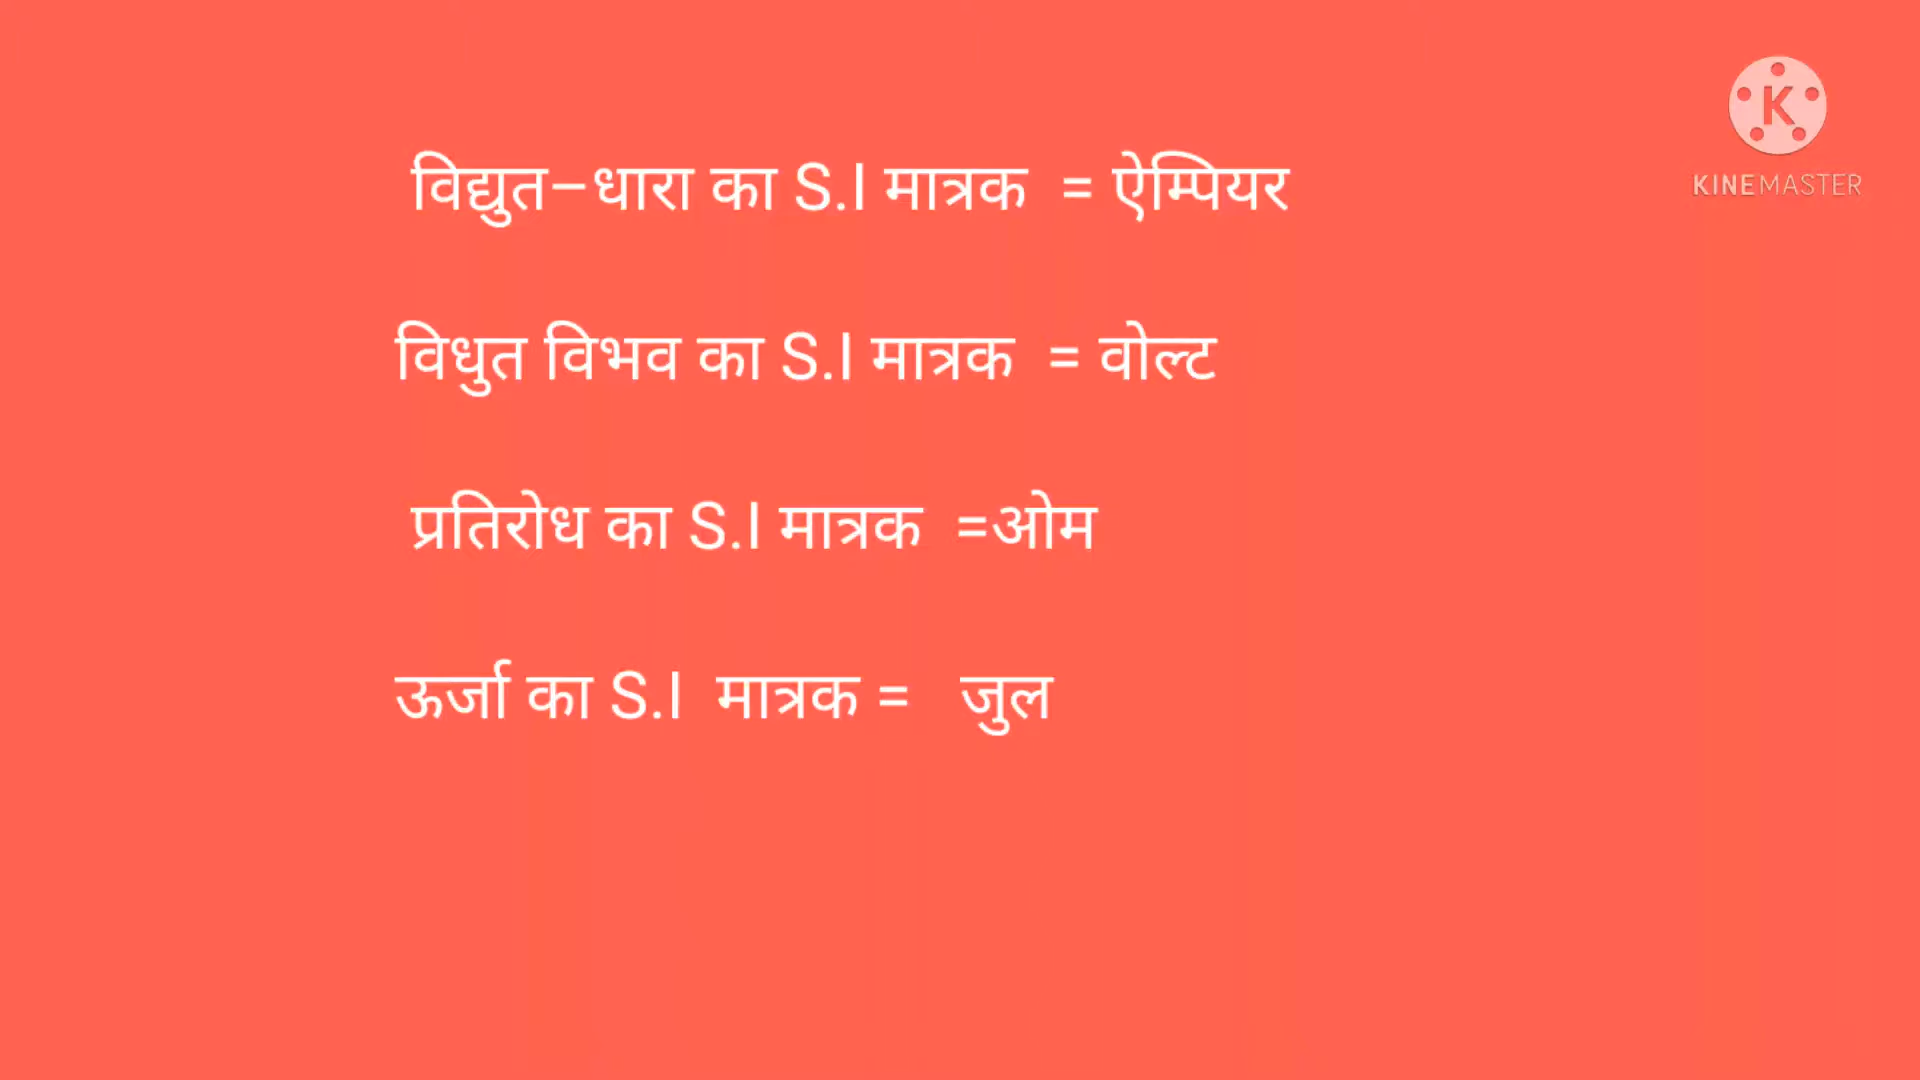 विद्युत–धारा का S.I मात्रक = ऐम्पियर
KINEMASTER
विधुत विभव का S.I मात्रक = वोल्ट
प्रतिरोध का S.I मात्रक =ओम
ऊर्जा का S.I मात्रक = जुल